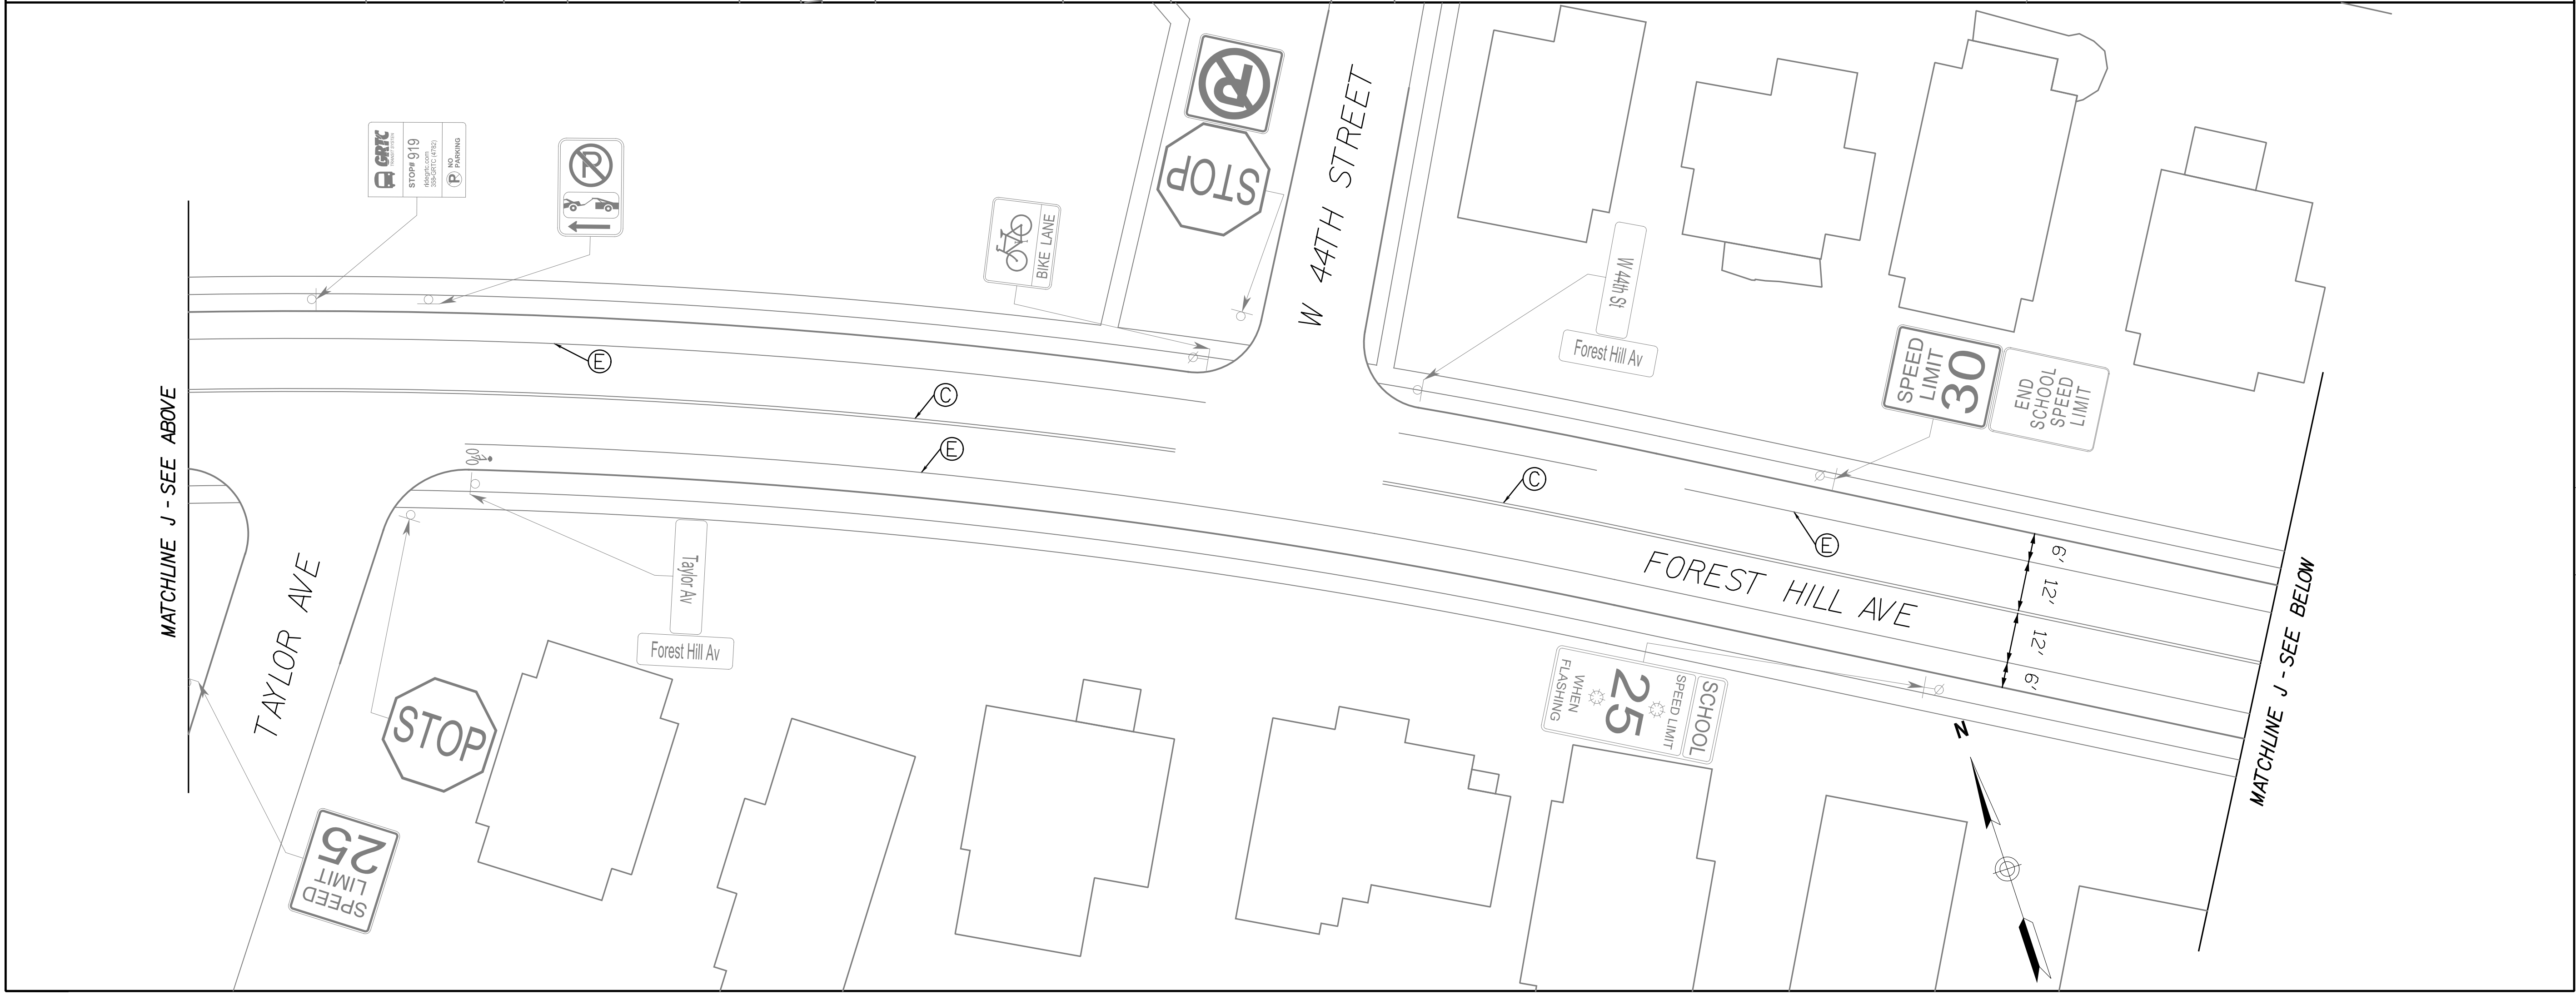 GRTC
TRANSIT SYSTEM
STOP# 919
ridegrtc.com
358-GRTC (4782)
P NO
PARKING
P
BIKE LANE
P
STOP
W 44TH STREET
W 44th St
Forest Hill Av
SPEED
LIMIT
30
END
SCHOOL
SPEED
LIMIT
MATCHLINE J - SEE ABOVE
E
C
E
C
E
6'
12'
12'
6'
FOREST HILL AVE
MATCHLINE J - SEE BELOW
TAYLOR AVE
Taylor Av
Forest Hill Av
STOP
SPEED
LIMIT
25
SCHOOL
SPEED LIMIT
25
WHEN
FLASHING
N